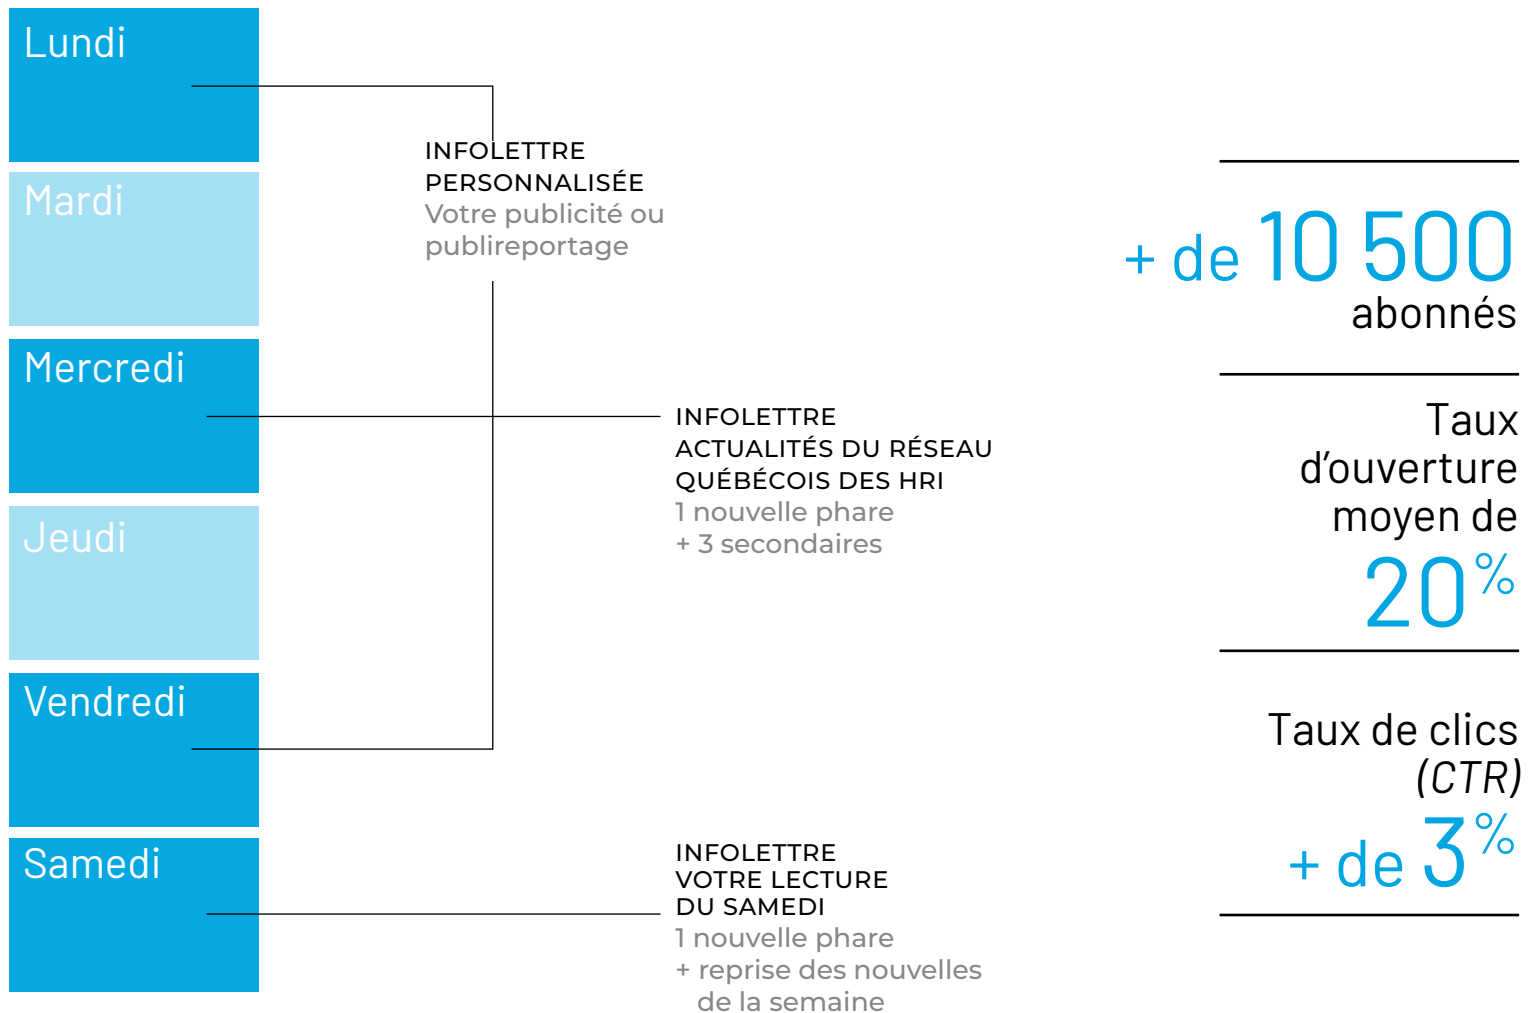 Lundi
Mardi
Mercredi
Jeudi
Vendredi
Samedi
INFOLETTRE
PERSONNALISÉE
Votre publicité ou
publireportage
INFOLETTRE
ACTUALITÉS DU RÉSEAU
QUÉBÉCOIS DES HRI
1 nouvelle phare
+ 3 secondaires
INFOLETTRE
VOTRE LECTURE
DU SAMEDI
1 nouvelle phare
+ reprise des nouvelles
de la semaine
+ de 10 500
abonnés
Taux
d’ouverture
moyen de
20%
Taux de clics
(CTR)
+ de 3%